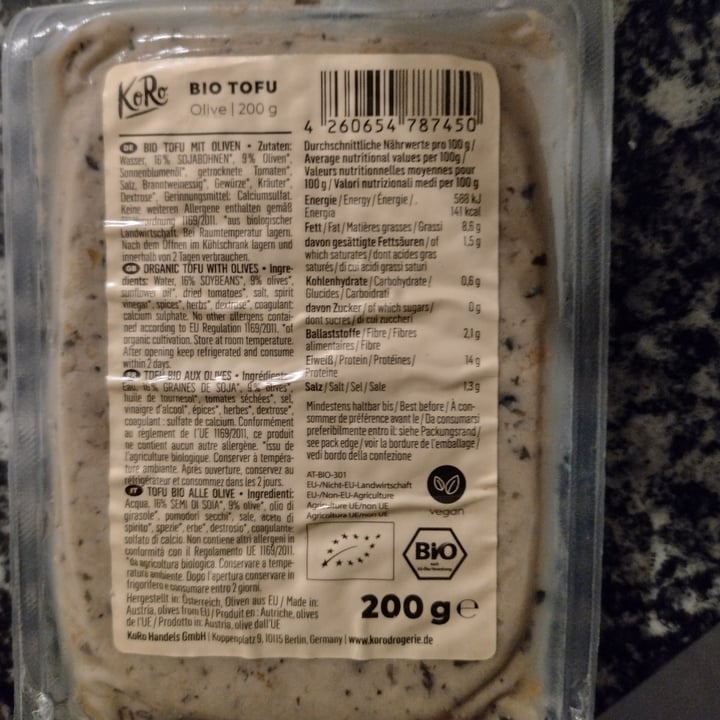 KoRo
BIO TOFU
Olive | 200 g
DE BIO TOFU MIT OLIVEN • Zutaten:
Wasser, 16% SOJABOHNEN*, 9% Oliven*,
Sonnenblumenöl*, getrocknete Tomaten*,
Salz, Branntweinessig*, Gewürze*, Kräuter*,
Dextrose*, Gerinnungsmittel: Calciumsulfat.
Keine weiteren Allergene enthalten gemäß
1169/2011. *aus biologischer
Landwirtschaft. Bei Raumtemperatur lagern.
Nach dem Öffnen im Kühlschrank lagern und
innerhalb von 2 Tagen verbrauchen.
ORGANIC TOFU WITH OLIVES • Ingre-
dients: Water, 16% SOYBEANS*, 9% olives*,
sunflower oil*, dried tomatoes*, salt, spirit
vinegar*, spices*, herbs*, dextrose*, coagulant:
calcium sulphate. No other allergens contai-
ned according to EU Regulation 1169/2011. *of
organic cultivation. Store at room temperature.
After opening keep refrigerated and consume
within 2 days.
TOFU BIO AUX OLIVES • Ingrédients:
Eau, 16% GRAINES DE SOJA*, 9% olives*,
huile de tournesol*, tomates séchées*, sel,
vinaigre d'alcool*, épices*, herbes*, dextrose*,
coagulant : sulfate de calcium. Conformément
au règlement de l'UE 1169/2011, ce produit
ne contient aucun autre allergène. *issu de
l'agriculture biologique. Conserver à tempéra-
ture ambiante. Après ouverture, conservez au
réfrigérateur et consommez dans les 2 jours.
IT TOFU BIO ALLE OLIVE • Ingredienti:
Acqua, 16% SEMI DI SOIA*, 9% olive*, olio di
girasole*, pomodori secchi*, sale, aceto di
spirito*, spezie*, erbe*, destrosio*, coagulante:
solfato di calcio. Non contiene altri allergeni in
conformità con il Regolamento UE 1169/2011.
*Da agricoltura biologica. Conservare a tempe-
ratura ambiente. Dopo l'apertura conservare in
frigorifero e consumare entro 2 giorni.
Hergestellt in: Österreich, Oliven aus EU / Made in:
Austria, olives from EU / Produit en : Autriche, olives
de l'UE / Prodotto in: Austria, olive dall'UE
KoRo Handels GmbH | Koppenplatz 9, 10115 Berlin, Germany | www.korodrogerie.de
4 260654 787450
Durchschnittliche Nährwerte pro 100 g /
Average nutritional values per 100g /
Valeurs nutritionnelles moyennes pour
100 g / Valori nutrizionali medi per 100 g
Energie / Energy / Énergie / 588 kJ
Energia 141 kcal
Fett / Fat / Matières grasses / Grassi 8,6 g
davon gesättigte Fettsäuren / of 1,5 g
which saturates / dont acides gras
saturés / di cui acidi grassi saturi
Kohlenhydrate / Carbohydrate / 0,6 g
Glucides / Carboidrati
davon Zucker / of which sugars / 0 g
dont sucres / di cui zuccheri
Ballaststoffe / Fibre / Fibres 2,1 g
alimentaires / Fibre
Eiweiß / Protein / Protéines / 14 g
Proteine
Salz / Salt / Sel / Sale 1,3 g
Mindestens haltbar bis / Best before / À con-
sommer de préférence avant le / Da consumarsi
preferibilmente entro il: siehe Packungsrand /
see pack edge / voir la bordure de l'emballage /
vedi bordo della confezione
AT-BIO-301
EU-/Nicht-EU-Landwirtschaft
EU-/Non-EU-Agriculture
Agriculture UE/non UE
Agricoltura UE/non UE
vegan
Bio
nach
EG-Öko-Verordnung
200 g e